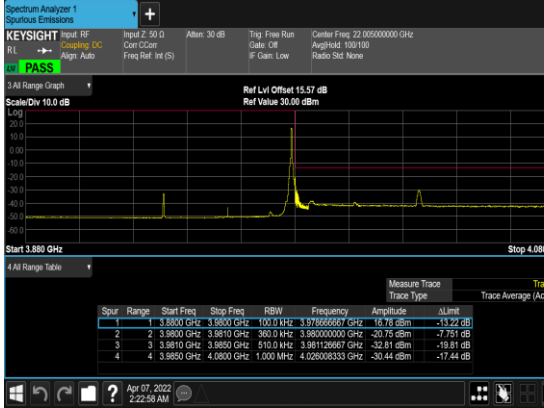 Spectrum Analyzer 1
Spurious Emissions
+
KEYSIGHT Input: RF Input Z: 50 Ω Atten: 30 dB Trig: Free Run Center Freq: 22.005000000 GHz
RL Coupling: DC Corr CCorr Gate: Off Avg|Hold: 100/100
Align: Auto Freq Ref: Int (S) IF Gain: Low Radio Std: None
PASS
3 All Range Graph
Ref Lvl Offset 15.57 dB
Scale/Div 10.0 dB Ref Value 30.00 dBm
Log
20.0
10.0
0.00
-10.0
-20.0
-30.0
-40.0
-50.0
-60.0
Start 3.880 GHz Stop 4.080
4 All Range Table
Measure Trace Tra
Trace Type Trace Average (Ac
Spur Range Start Freq Stop Freq RBW Frequency Amplitude ΔLimit
1 1 3.8800 GHz 3.9800 GHz 100.0 kHz 3.978666667 GHz 16.78 dBm -13.22 dB
2 2 3.9800 GHz 3.9810 GHz 360.0 kHz 3.980000000 GHz -20.75 dBm -7.751 dB
3 3 3.9810 GHz 3.9850 GHz 510.0 kHz 3.981126667 GHz -32.81 dBm -19.81 dB
4 4 3.9850 GHz 4.0800 GHz 1.000 MHz 4.026008333 GHz -30.44 dBm -17.44 dB
?
Apr 07, 2022
2:22:58 AM